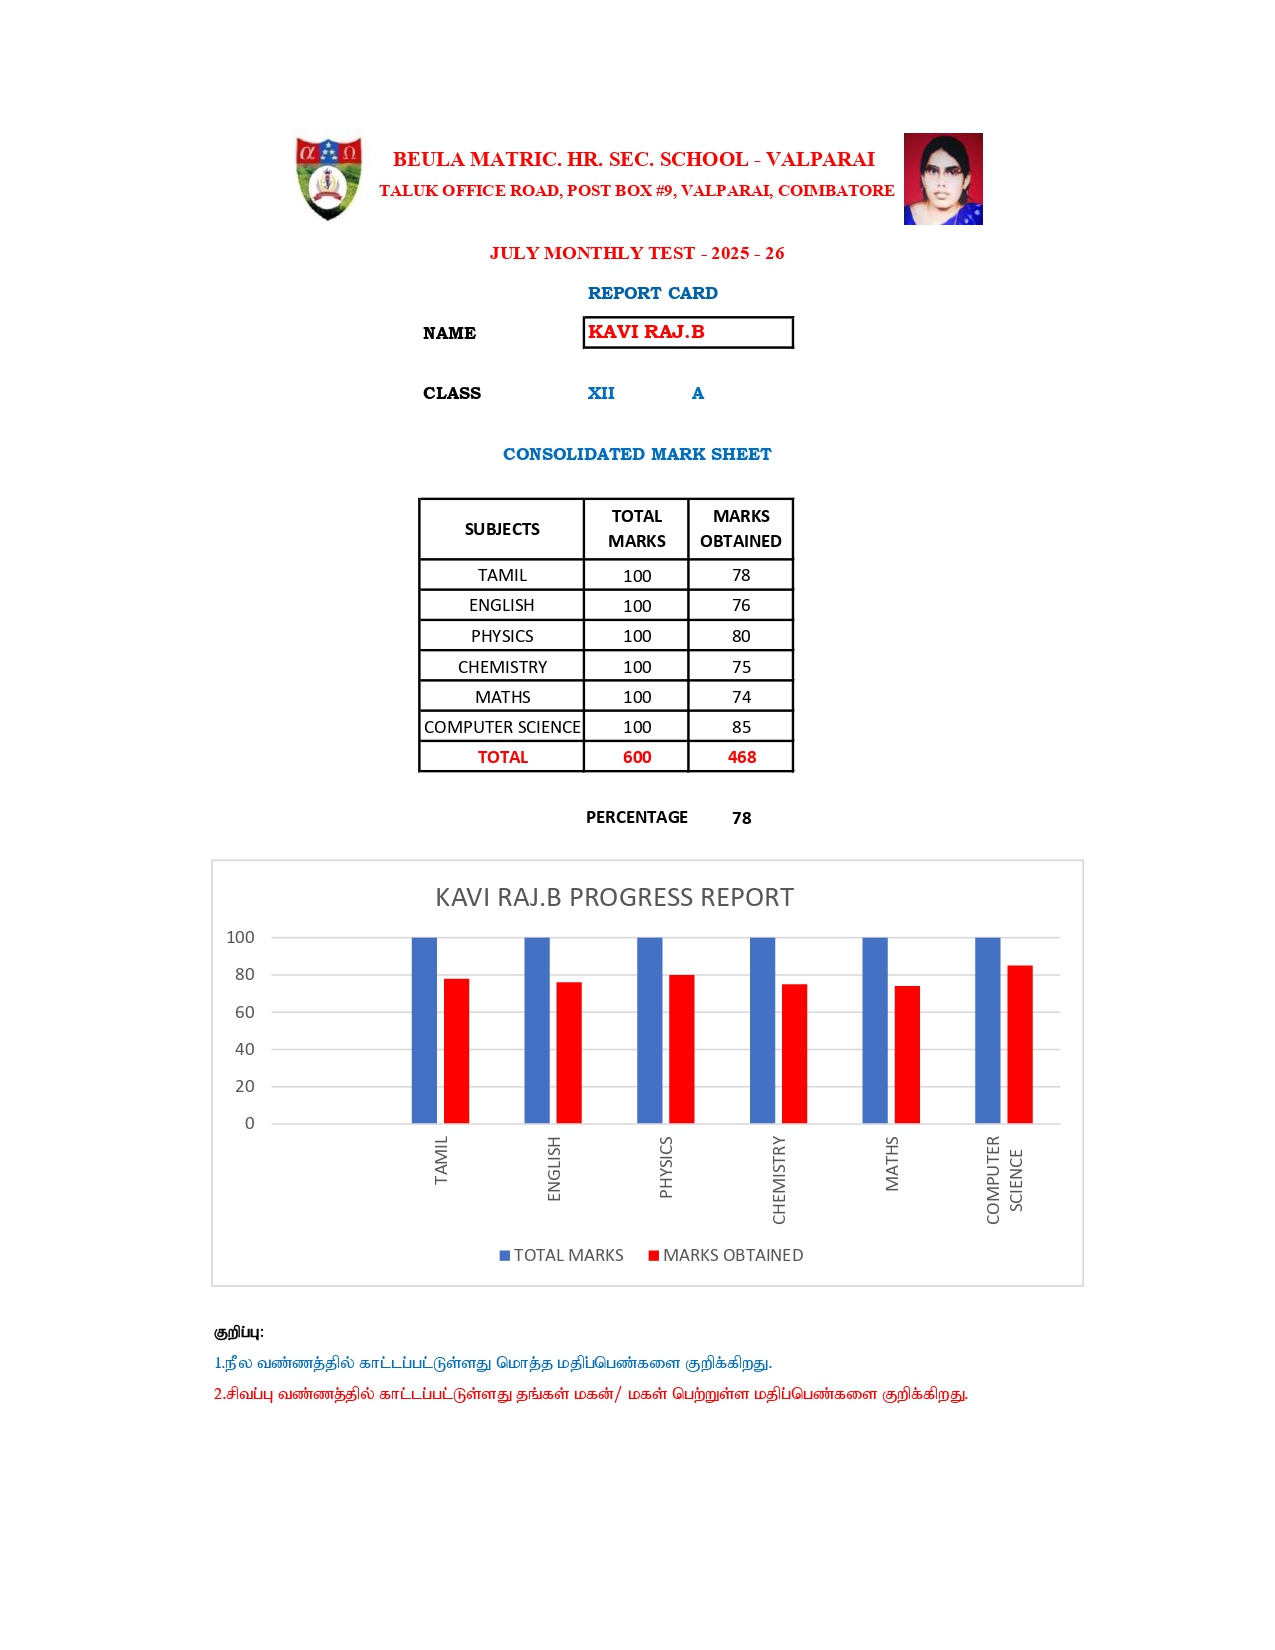 α Ω
BEULA MATRIC. HR. SEC. SCHOOL - VALPARAI
TALUK OFFICE ROAD, POST BOX #9, VALPARAI, COIMBATORE
JULY MONTHLY TEST - 2025 - 26
REPORT CARD
NAME KAVI RAJ.B
CLASS XII A
CONSOLIDATED MARK SHEET
SUBJECTS TOTAL MARKS MARKS OBTAINED
TAMIL 100 78
ENGLISH 100 76
PHYSICS 100 80
CHEMISTRY 100 75
MATHS 100 74
COMPUTER SCIENCE 100 85
TOTAL 600 468
PERCENTAGE 78
KAVI RAJ.B PROGRESS REPORT
100
80
60
40
20
0
TAMIL ENGLISH PHYSICS CHEMISTRY MATHS COMPUTER SCIENCE
TOTAL MARKS MARKS OBTAINED
குறிப்பு:
1.நீல வண்ணத்தில் காட்டப்பட்டுள்ளது மொத்த மதிப்பெண்களை குறிக்கிறது.
2.சிவப்பு வண்ணத்தில் காட்டப்பட்டுள்ளது தங்கள் மகன்/ மகள் பெற்றுள்ள மதிப்பெண்களை குறிக்கிறது.